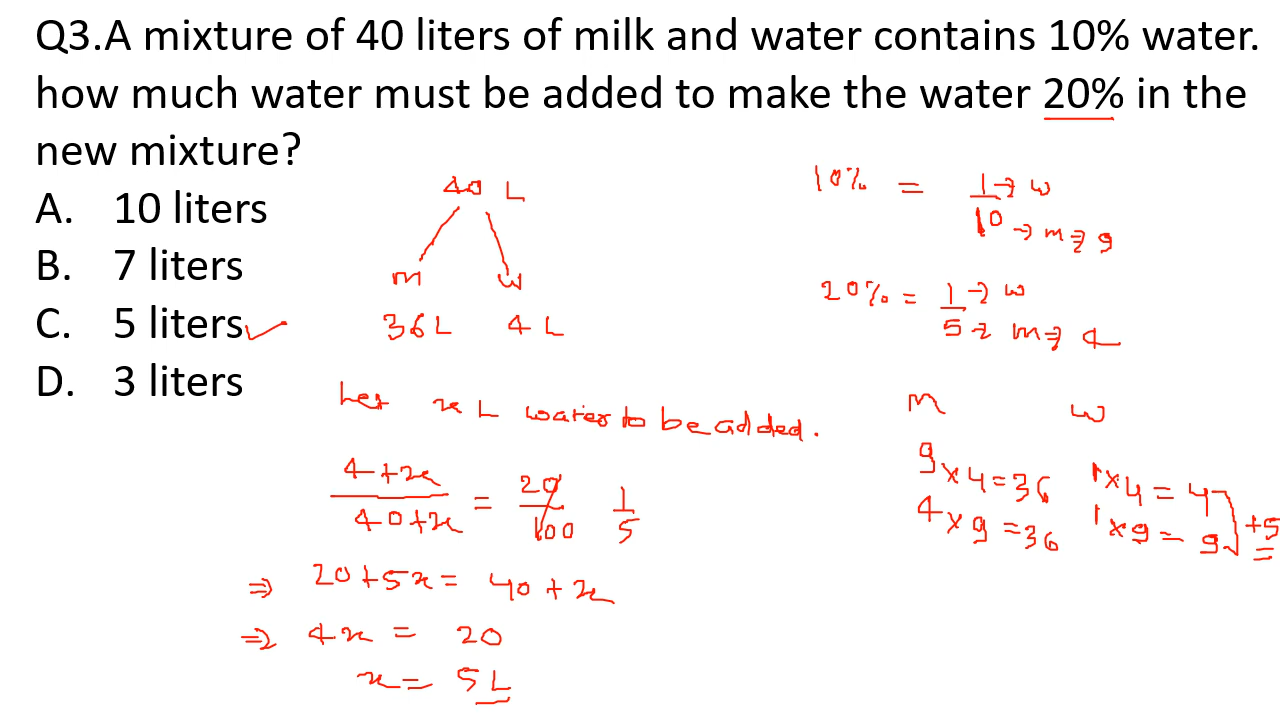 Q3.A mixture of 40 liters of milk and water contains 10% water.
how much water must be added to make the water 20% in the
new mixture?
A. 10 liters
B. 7 liters
C. 5 liters
D. 3 liters
40 L
m w
36 L 4 L
Let x L water to be added.
4+x / 40+x = 20/100 1/5
⇒ 20+5x = 40+x
⇒ 4x = 20
x = 5 L
10% = 1/10 → w
→ m ⇒ 9
20% = 1/5 → w
→ m ⇒ 4
m w
9×4=36 1×4=4
4×9=36 1×9=9 +5